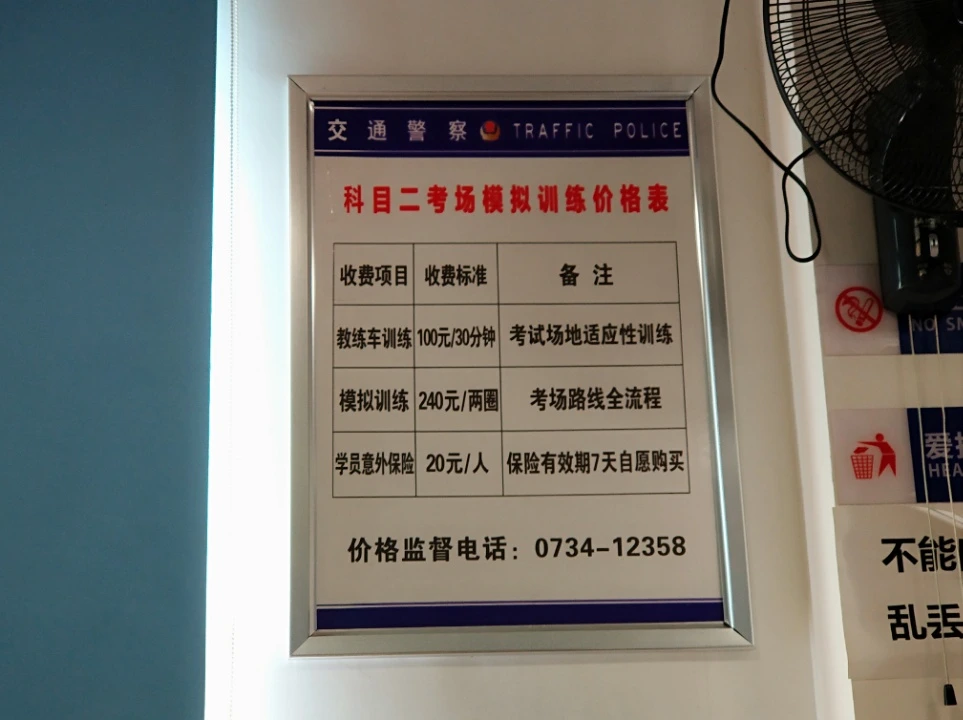 交通警察 TRAFFIC POLICE
科目二考场模拟训练价格表
收费项目 收费标准 备注
教练车训练 100元/30分钟 考试场地适应性训练
模拟训练 240元/两圈 考场路线全流程
学员意外保险 20元/人 保险有效期7天自愿购买
价格监督电话：0734-12358
NO SM
爱护
HEA
不能
乱丢